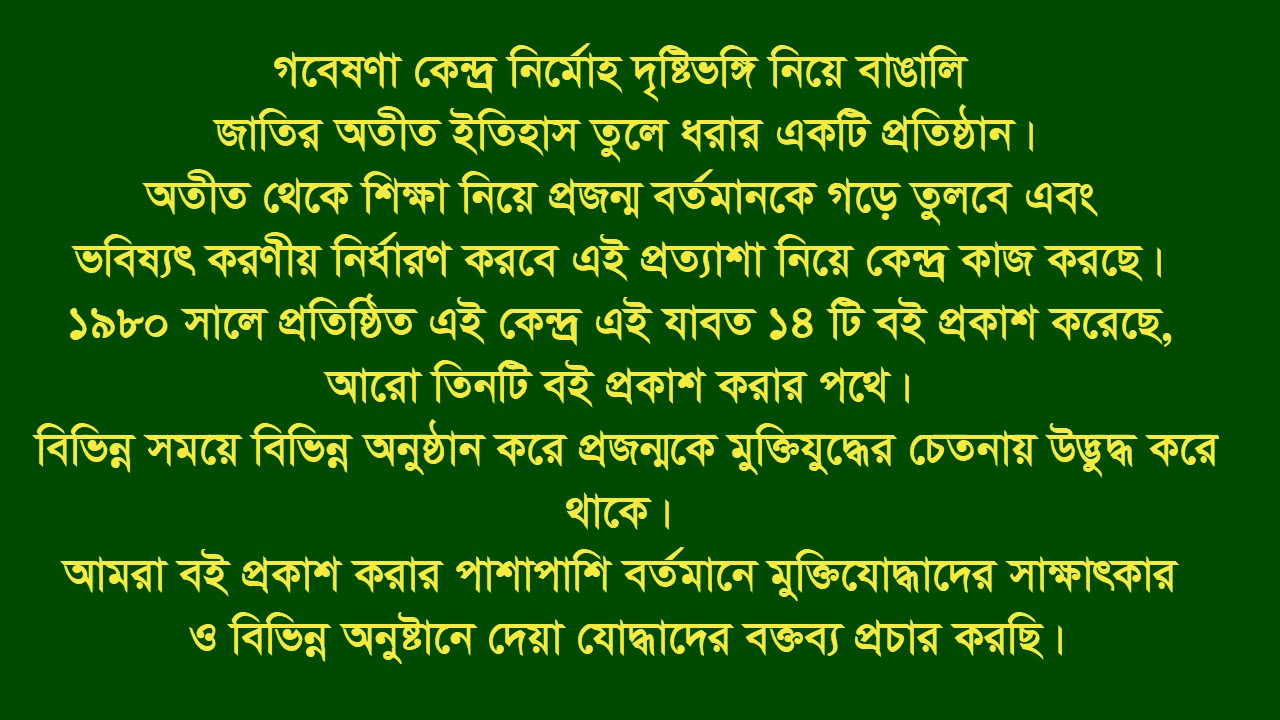 গবেষণা কেন্দ্র নির্মোহ দৃষ্টিভঙ্গি নিয়ে বাঙালি
জাতির অতীত ইতিহাস তুলে ধরার একটি প্রতিষ্ঠান।
অতীত থেকে শিক্ষা নিয়ে প্রজন্ম বর্তমানকে গড়ে তুলবে এবং
ভবিষ্যৎ করণীয় নির্ধারণ করবে এই প্রত্যাশা নিয়ে কেন্দ্র কাজ করছে।
১৯৮০ সালে প্রতিষ্ঠিত এই কেন্দ্র এই যাবত ১৪ টি বই প্রকাশ করেছে,
আরো তিনটি বই প্রকাশ করার পথে।
বিভিন্ন সময়ে বিভিন্ন অনুষ্ঠান করে প্রজন্মকে মুক্তিযুদ্ধের চেতনায় উদ্ভুদ্ধ করে
থাকে।
আমরা বই প্রকাশ করার পাশাপাশি বর্তমানে মুক্তিযোদ্ধাদের সাক্ষাৎকার
ও বিভিন্ন অনুষ্টানে দেয়া যোদ্ধাদের বক্তব্য প্রচার করছি।